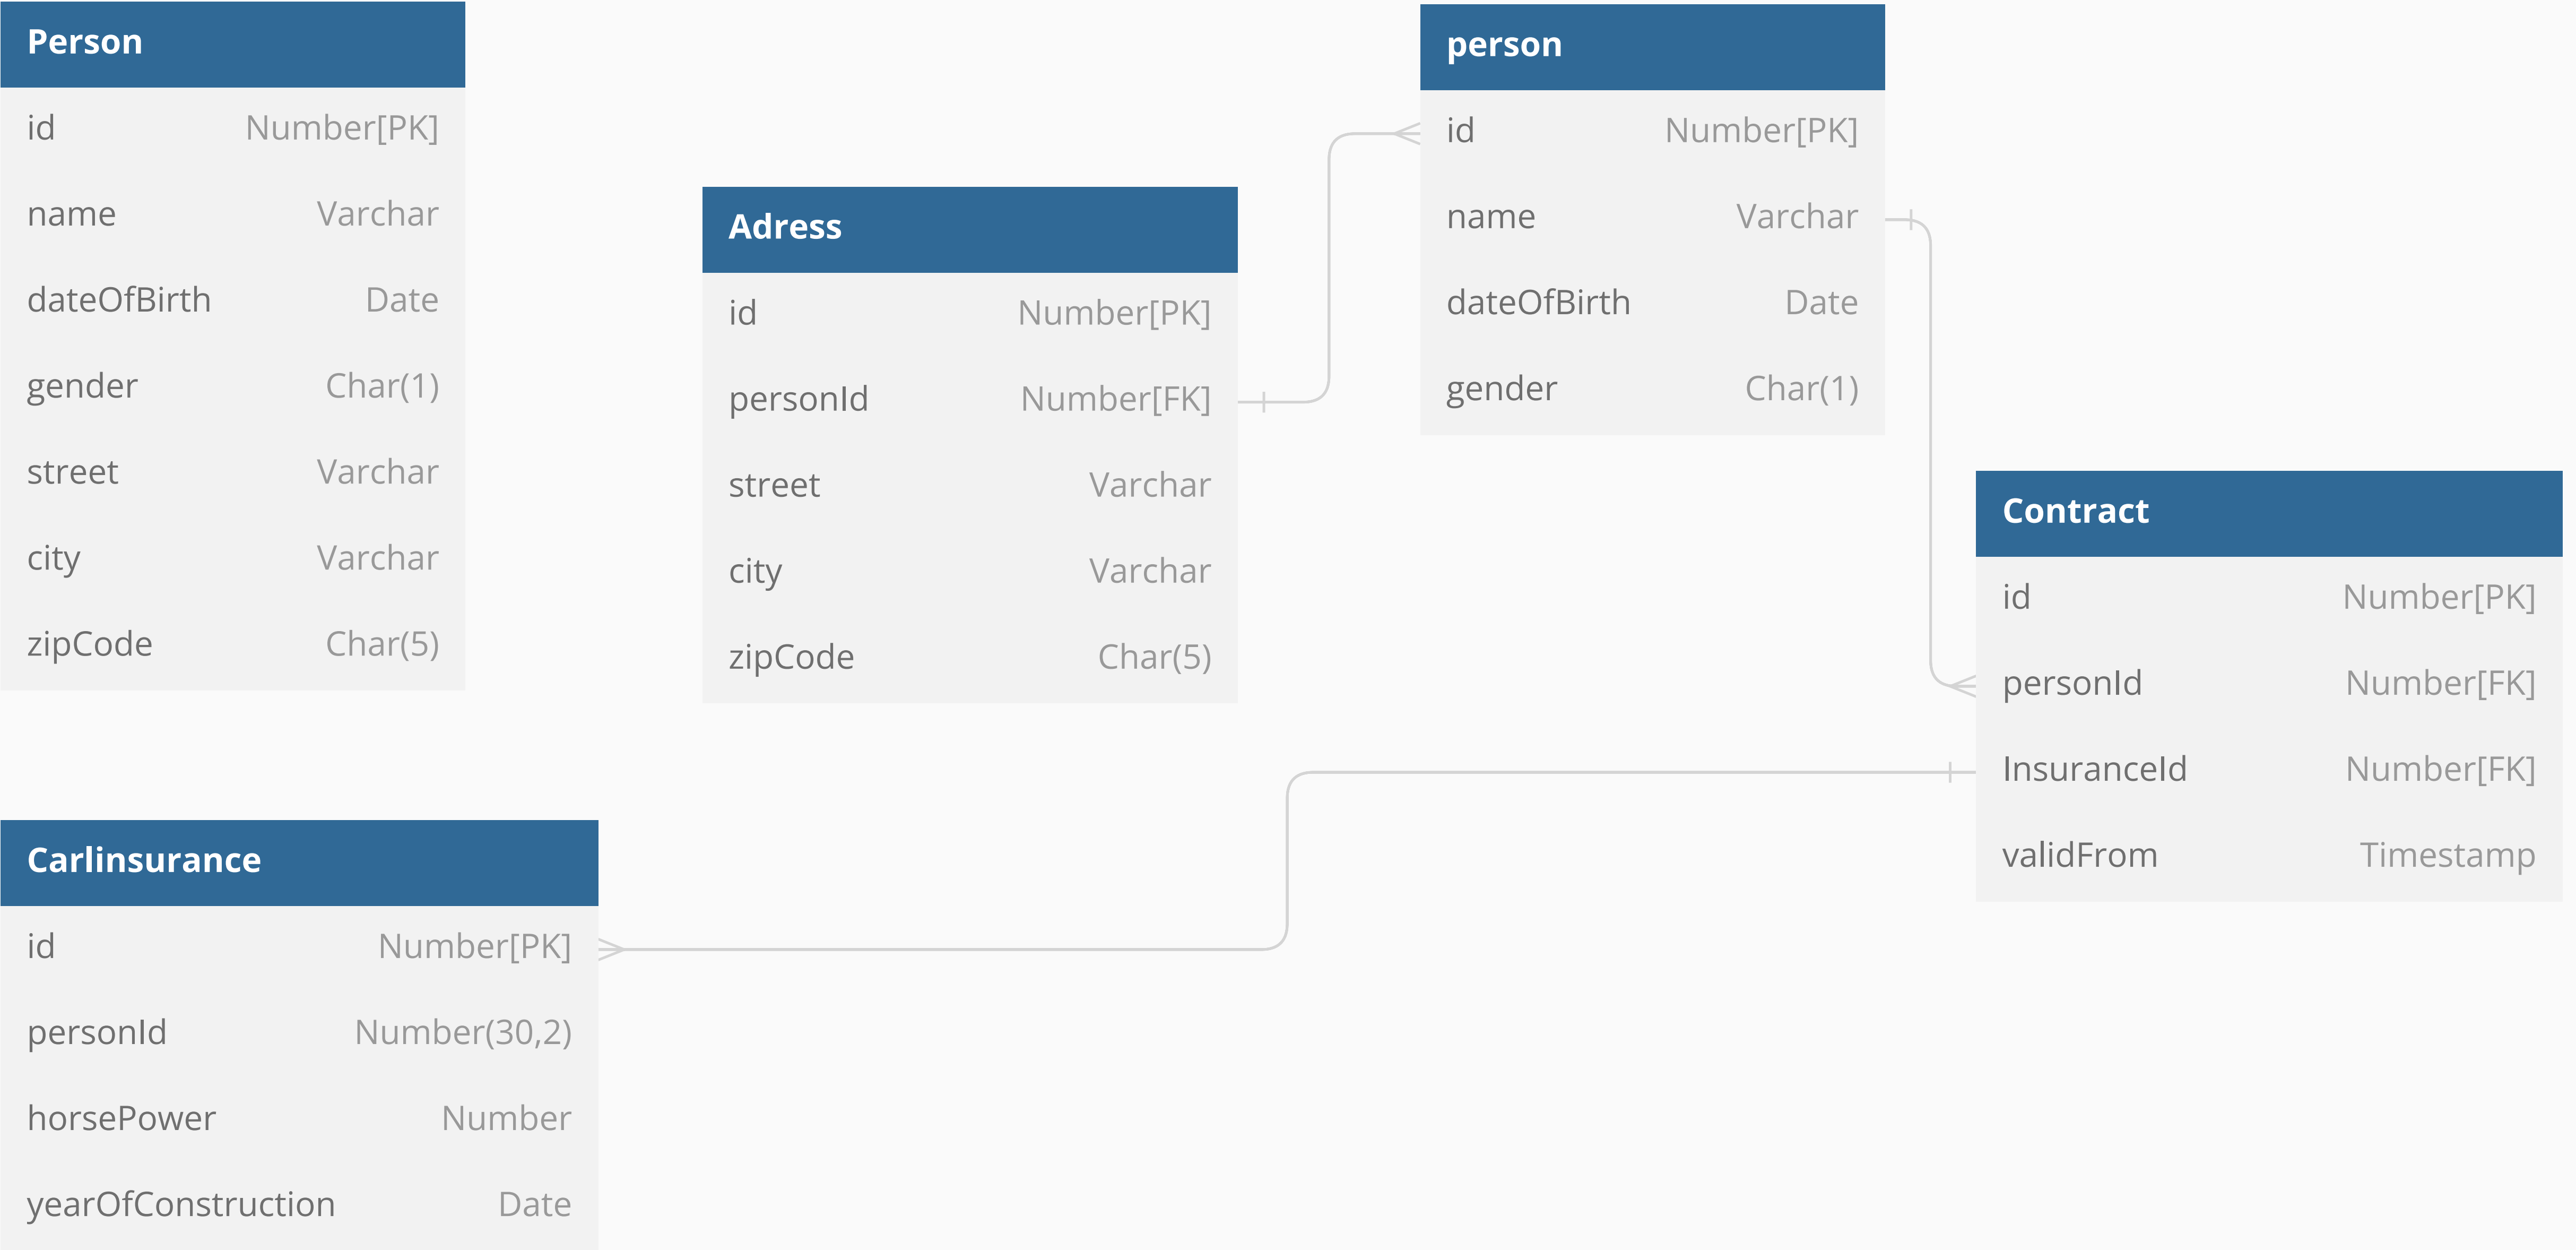 Person
id Number[PK]
name Varchar
dateOfBirth Date
gender Char(1)
street Varchar
city Varchar
zipCode Char(5)
Adress
id Number[PK]
personId Number[FK]
street Varchar
city Varchar
zipCode Char(5)
person
id Number[PK]
name Varchar
dateOfBirth Date
gender Char(1)
Contract
id Number[PK]
personId Number[FK]
InsuranceId Number[FK]
validFrom Timestamp
Carlinsurance
id Number[PK]
personId Number(30,2)
horsePower Number
yearOfConstruction Date